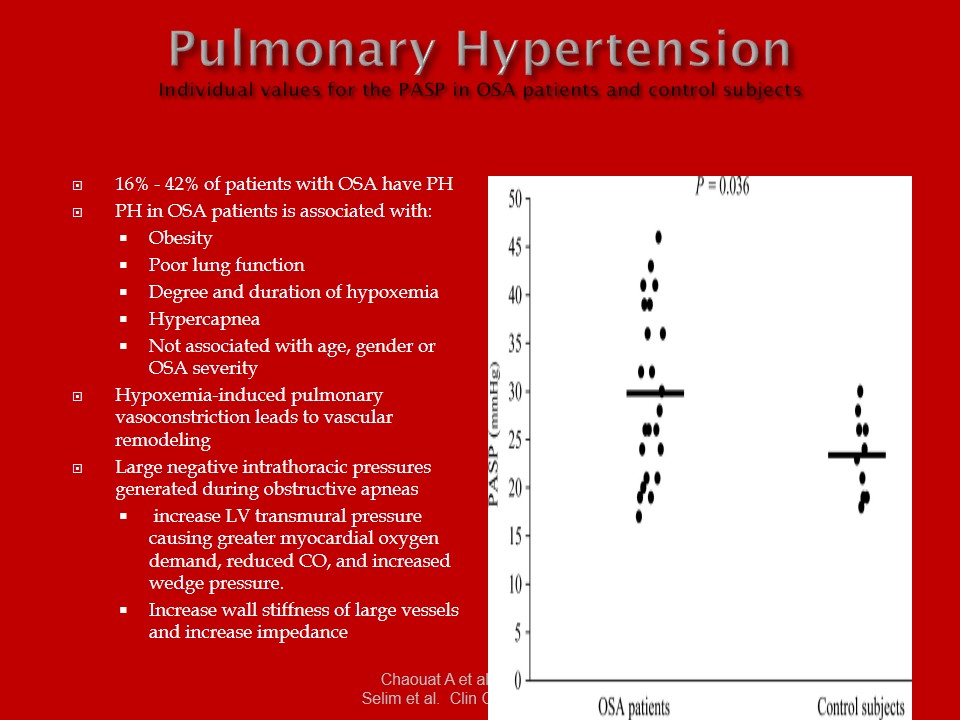 Pulmonary Hypertension
Individual values for the PASP in OSA patients and control subjects
16% - 42% of patients with OSA have PH
PH in OSA patients is associated with:
Obesity
Poor lung function
Degree and duration of hypoxemia
Hypercapnea
Not associated with age, gender or
OSA severity
Hypoxemia-induced pulmonary
vasoconstriction leads to vascular
remodeling
Large negative intrathoracic pressures
generated during obstructive apneas
increase LV transmural pressure
causing greater myocardial oxygen
demand, reduced CO, and increased
wedge pressure.
Increase wall stiffness of large vessels
and increase impedance
P = 0.036
PASP (mmHg)
50
45
40
35
30
25
20
15
10
5
0
OSA patients Control subjects
Chaouat A et al
Selim et al. Clin